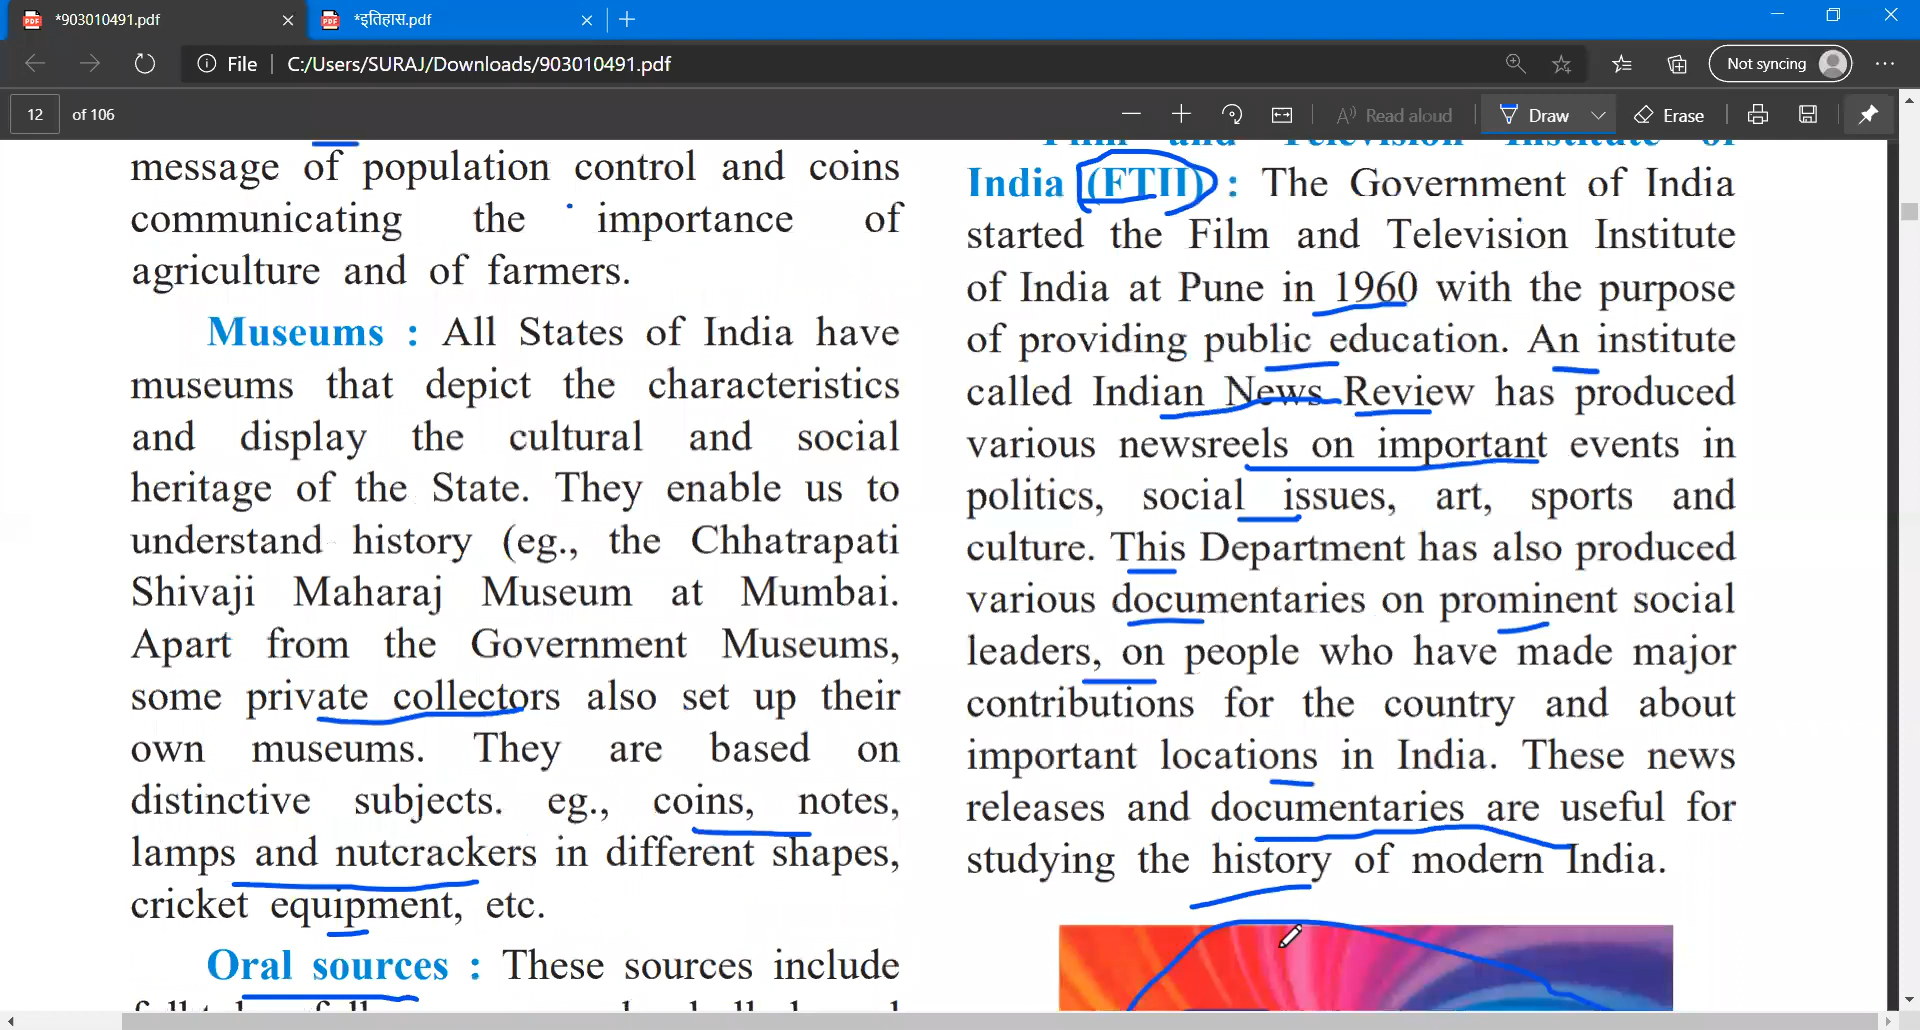 *903010491.pdf
*इतिहास.pdf
File
C:/Users/SURAJ/Downloads/903010491.pdf
Not syncing
12 of 106
Read aloud
Draw
Erase
message of population control and coins
communicating the importance of
agriculture and of farmers.
Museums : All States of India have
museums that depict the characteristics
and display the cultural and social
heritage of the State. They enable us to
understand history (eg., the Chhatrapati
Shivaji Maharaj Museum at Mumbai.
Apart from the Government Museums,
some private collectors also set up their
own museums. They are based on
distinctive subjects. eg., coins, notes,
lamps and nutcrackers in different shapes,
cricket equipment, etc.
Oral sources : These sources include
Film and Television Institute of
India (FTII) : The Government of India
started the Film and Television Institute
of India at Pune in 1960 with the purpose
of providing public education. An institute
called Indian News Review has produced
various newsreels on important events in
politics, social issues, art, sports and
culture. This Department has also produced
various documentaries on prominent social
leaders, on people who have made major
contributions for the country and about
important locations in India. These news
releases and documentaries are useful for
studying the history of modern India.